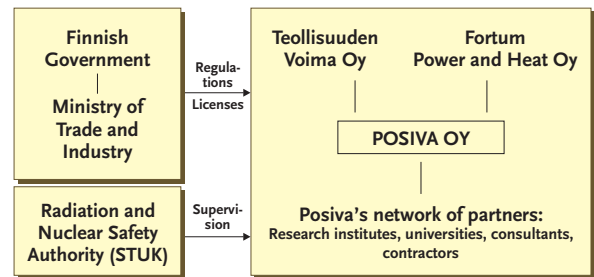 Finnish
Government
Ministry of
Trade and
Industry
Radiation and
Nuclear Safety
Authority (STUK)
Regula-
tions
Licenses
Supervi-
sion
Teollisuuden
Voima Oy
Fortum
Power and Heat Oy
POSIVA OY
Posiva's network of partners:
Research institutes, universities, consultants,
contractors